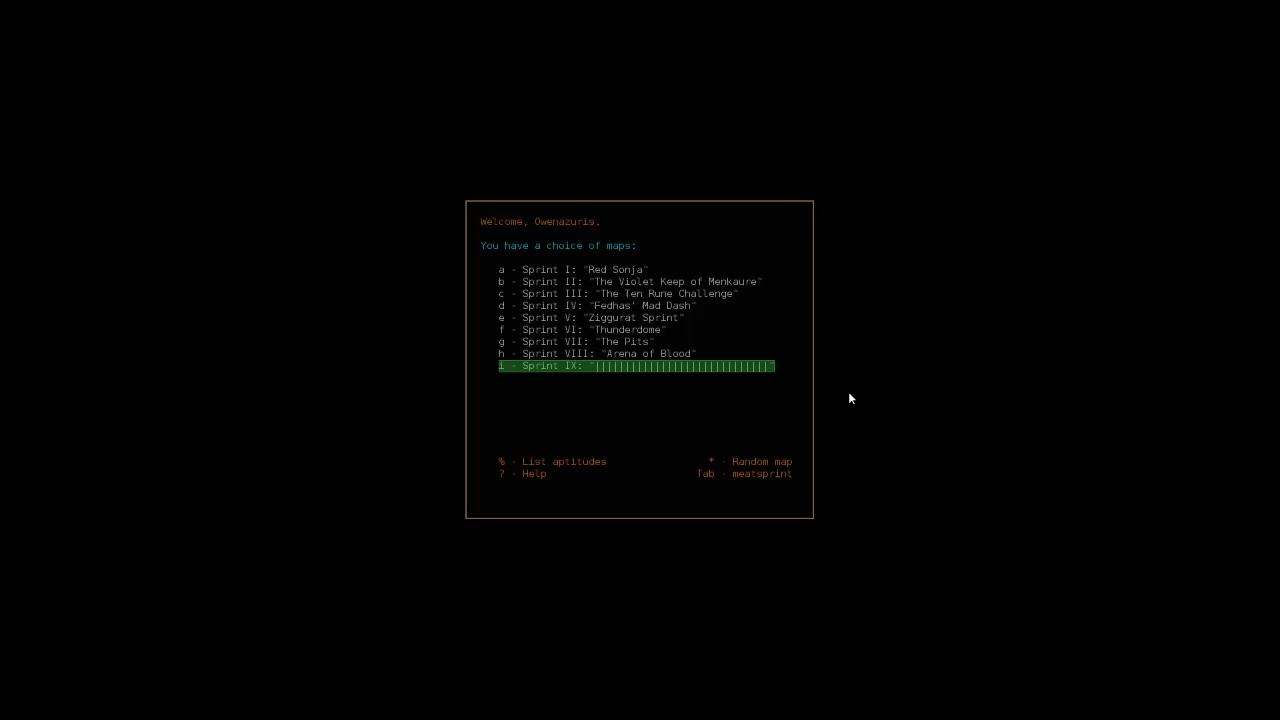 Welcome, Owenazuris.
You have a choice of maps:
a - Sprint I: "Red Sonja"
b - Sprint II: "The Violet Keep of Menkaure"
c - Sprint III: "The Ten Rune Challenge"
d - Sprint IV: "Fedhas' Mad Dash"
e - Sprint V: "Ziggurat Sprint"
f - Sprint VI: "Thunderdome"
g - Sprint VII: "The Pits"
h - Sprint VIII: "Arena of Blood"
i - Sprint IX: "|||||||||||||||||||||||||||||"
% - List aptitudes * - Random map
? - Help Tab - meatsprint